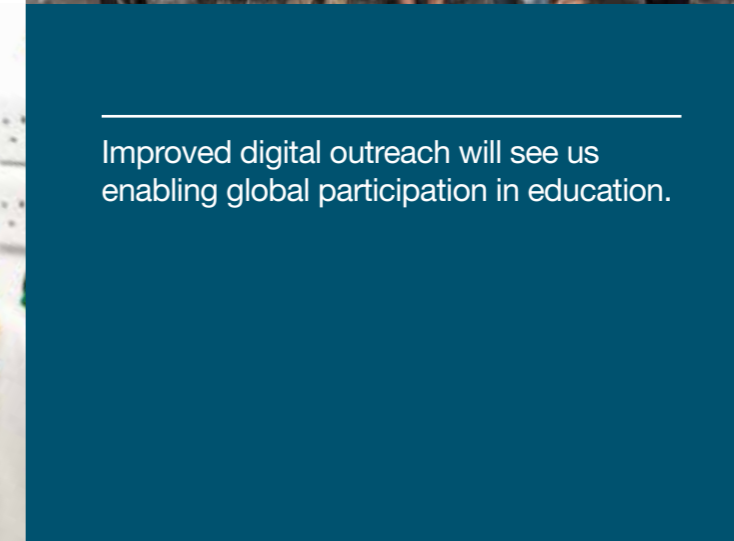 Improved digital outreach will see us
enabling global participation in education.